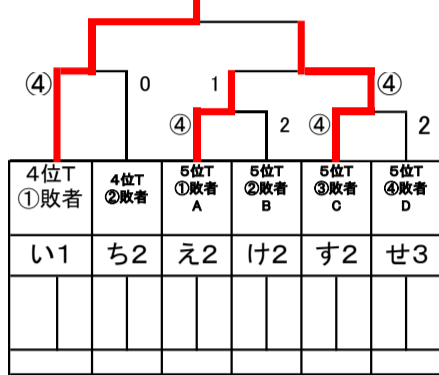 ④ 0 1 ④
④ 2 ④ 2
4位T ①敗者
4位T ②敗者
5位T ①敗者 A
5位T ②敗者 B
5位T ③敗者 C
5位T ④敗者 D
い1 ち2 え2 け2 す2 せ3